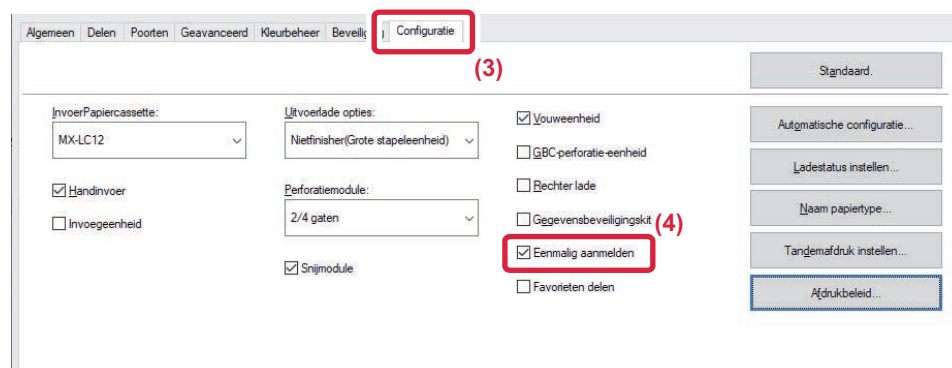 Algemeen Delen Poorten Geavanceerd Kleurbeheer Configuratie
(3)
Standaard.
InvoerPapiercassette:
MX-LC12
Handinvoer
Invoegeenheid
Uitvoerlade opties:
Nietfinisher(Grote stapeleenheid)
Perforatiemodule:
2/4 gaten
Snijmodule
Vouweenheid
GBC-perforatie-eenheid
Rechter lade
Gegevensbeveiligingskit
(4)
Eenmalig aanmelden
Favorieten delen
Automatische configuratie...
Ladestatus instellen...
Naam papiertype...
Tandemafdruk instellen...
Afdrukbeleid...